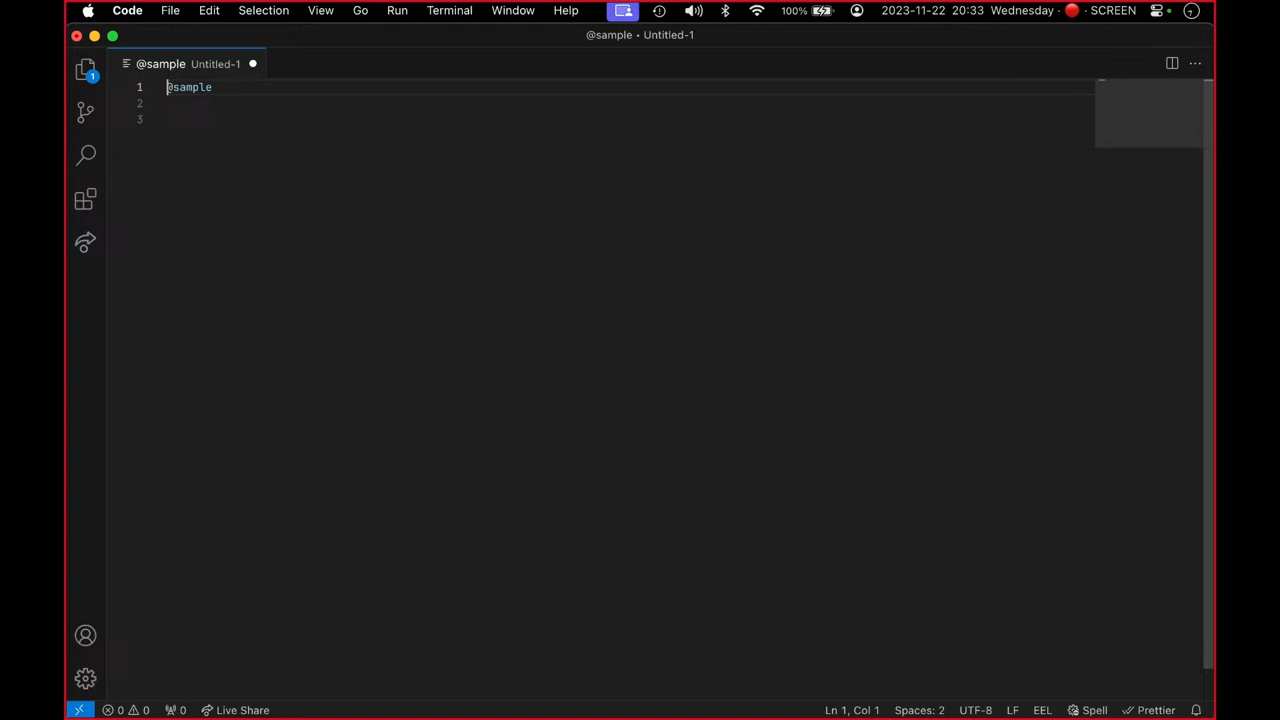 Code File Edit Selection View Go Run Terminal Window Help 100% 2023-11-22 20:33 Wednesday · 🔴 · SCREEN
@sample • Untitled-1
@sample Untitled-1
1 @sample
2
3
1
0 0 0 Live Share Ln 1, Col 1 Spaces: 2 UTF-8 LF EEL Spell Prettier